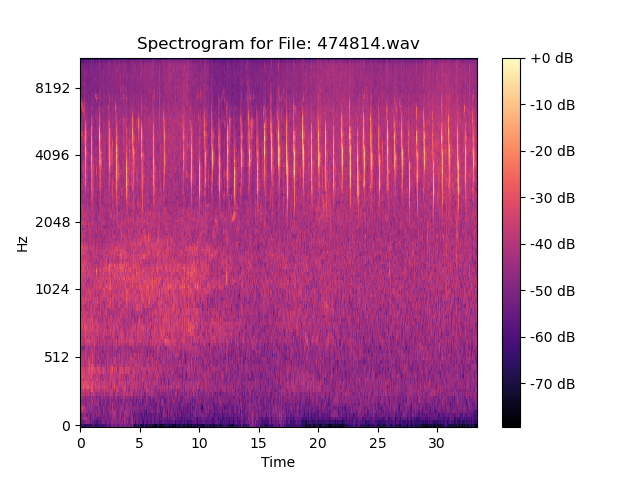 Spectrogram for File: 474814.wav
8192
4096
2048
1024
512
0
Hz
0 5 10 15 20 25 30
Time
+0 dB
-10 dB
-20 dB
-30 dB
-40 dB
-50 dB
-60 dB
-70 dB